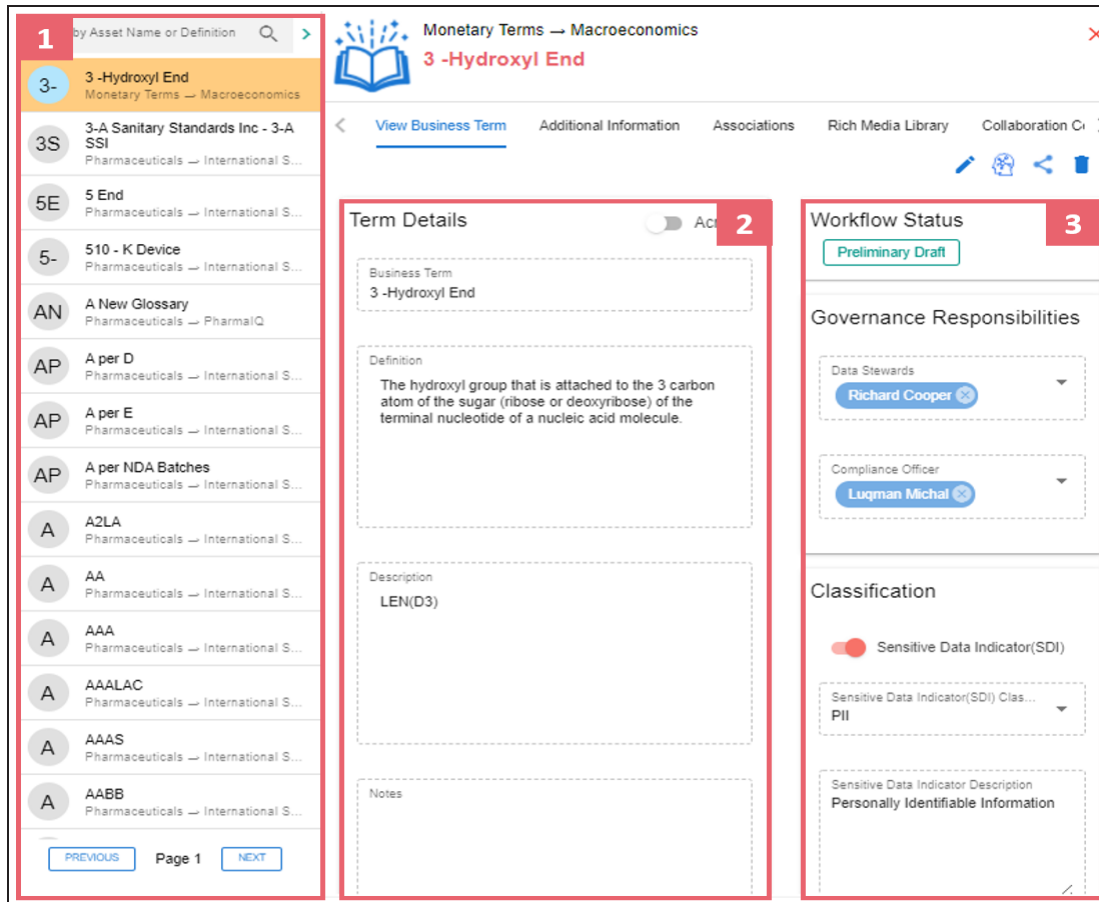 1
by Asset Name or Definition
3-
3 -Hydroxyl End
Monetary Terms → Macroeconomics
3S
3-A Sanitary Standards Inc - 3-A
SSI
Pharmaceuticals → International S...
5E
5 End
Pharmaceuticals → International S...
5-
510 - K Device
Pharmaceuticals → International S...
AN
A New Glossary
Pharmaceuticals → PharmaIQ
AP
A per D
Pharmaceuticals → International S...
AP
A per E
Pharmaceuticals → International S...
AP
A per NDA Batches
Pharmaceuticals → International S...
A
A2LA
Pharmaceuticals → International S...
A
AA
Pharmaceuticals → International S...
A
AAA
Pharmaceuticals → International S...
A
AAALAC
Pharmaceuticals → International S...
A
AAAS
Pharmaceuticals → International S...
A
AABB
Pharmaceuticals → International S...
PREVIOUS Page 1 NEXT
Monetary Terms → Macroeconomics
3 -Hydroxyl End
View Business Term Additional Information Associations Rich Media Library Collaboration
Term Details
2
Business Term
3 -Hydroxyl End
Definition
The hydroxyl group that is attached to the 3 carbon
atom of the sugar (ribose or deoxyribose) of the
terminal nucleotide of a nucleic acid molecule.
Description
LEN(D3)
Notes
Workflow Status
3
Preliminary Draft
Governance Responsibilities
Data Stewards
Richard Cooper
Compliance Officer
Luqman Michal
Classification
Sensitive Data Indicator(SDI)
Sensitive Data Indicator(SDI) Clas...
PII
Sensitive Data Indicator Description
Personally Identifiable Information